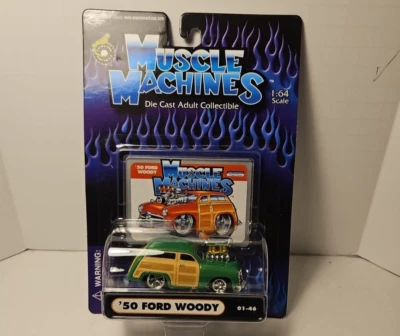 MUSCLE
MACHINES
Die Cast Adult Collectible
1:64
Scale
'50 FORD
WOODY
MUSCLE
MACHINES
WARNING:
'50 FORD WOODY
01-46